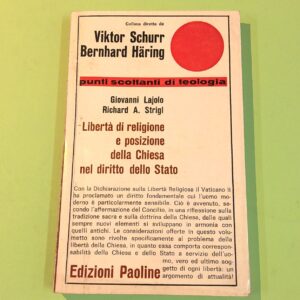 Collana diretta da
Viktor Schurr
Bernhard Häring
punti scottanti di teologia
Giovanni Lajolo
Richard A. Strigl
Libertà di religione
e posizione
della Chiesa
nel diritto dello Stato
Con la Dichiarazione sulla Libertà Religiosa il Vaticano II
ha proclamato un diritto fondamentale cui l'uomo mo-
derno è particolarmente sensibile. Ciò è avvenuto, se-
condo l'affermazione del Concilio, in una riflessione sulla
tradizione sacra e sulla dottrina della Chiesa, delle quali
sempre nuovi elementi si sviluppano in armonia con
quelli antichi. Le considerazioni offerte in questo vo-
lumetto sono rivolte specificamente al problema della
libertà della Chiesa, in quanto essa comporta corresponsa-
bilità della Chiesa e dello Stato a servizio dell'uo-
mo, vero ed ultimo sog-
getto di ogni libertà: un
argomento di attualità!
Edizioni Paoline